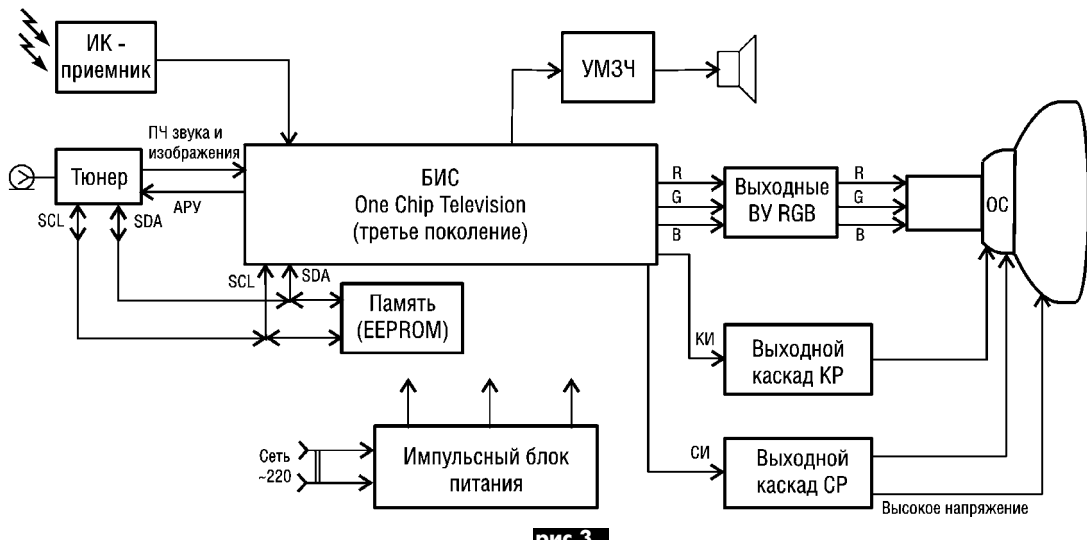 ИК -
приемник
УМЗЧ
ПЧ звука и
изображения
Тюнер
АРУ
SCL
SDA
БИС
One Chip Television
(третье поколение)
R
G
B
Выходные
ВУ RGB
R
G
B
ОС
SCL
SDA
Память
(EEPROM)
КИ
Выходной
каскад КР
Сеть
~220
Импульсный блок
питания
СИ
Выходной
каскад СР
Высокое напряжение
рис.3